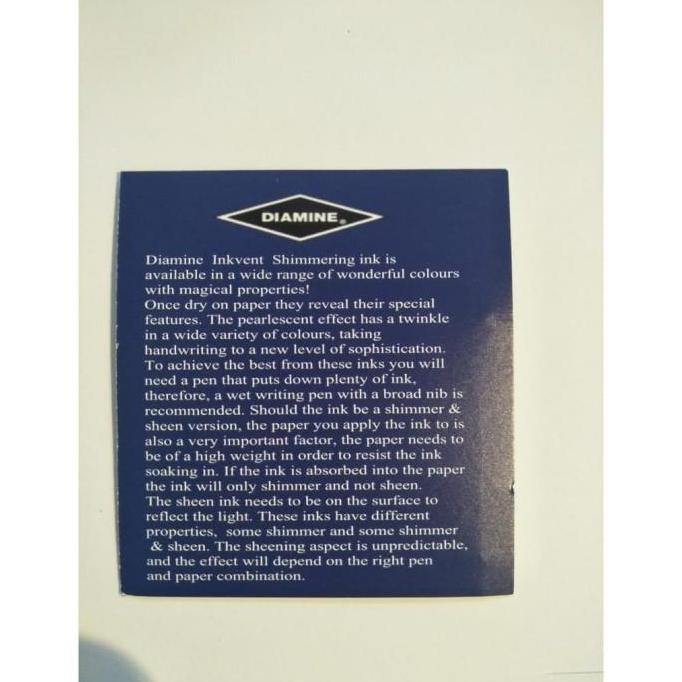 DIAMINE®
Diamine Inkvent Shimmering ink is
available in a wide range of wonderful colours
with magical properties!
Once dry on paper they reveal their special
features. The pearlescent effect has a twinkle
in a wide variety of colours, taking
handwriting to a new level of sophistication.
To achieve the best from these inks you will
need a pen that puts down plenty of ink,
therefore, a wet writing pen with a broad nib is
recommended. Should the ink be a shimmer &
sheen version, the paper you apply the ink to is
also a very important factor, the paper needs to
be of a high weight in order to resist the ink
soaking in. If the ink is absorbed into the paper
the ink will only shimmer and not sheen.
The sheen ink needs to be on the surface to
reflect the light. These inks have different
properties, some shimmer and some shimmer
& sheen. The sheening aspect is unpredictable,
and the effect will depend on the right pen
and paper combination.